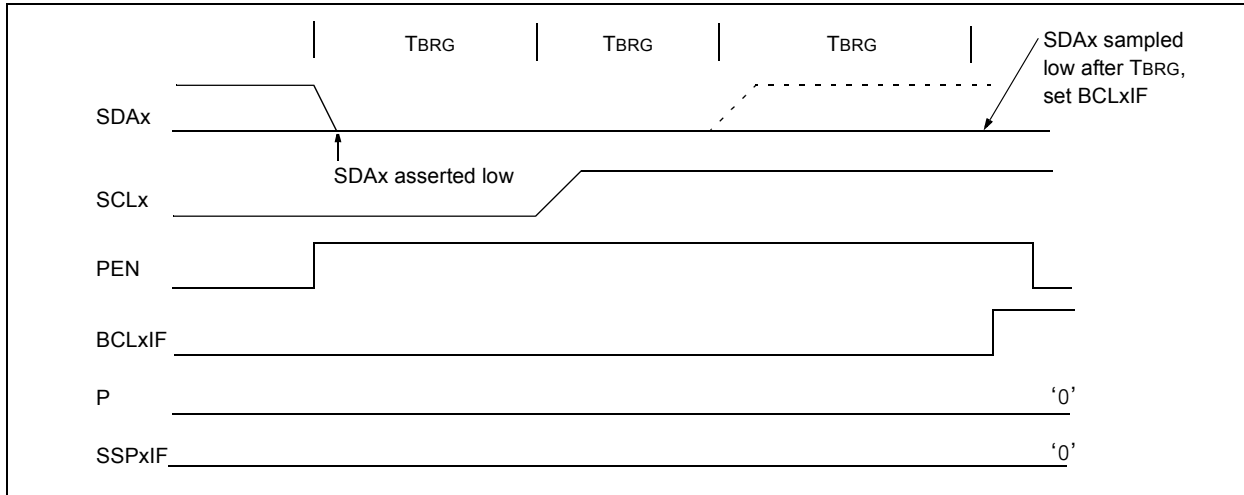 TBRG TBRG TBRG
SDAx sampled
low after TBRG,
set BCLxIF
SDAx
SDAx asserted low
SCLx
PEN
BCLxIF
P '0'
SSPxIF '0'